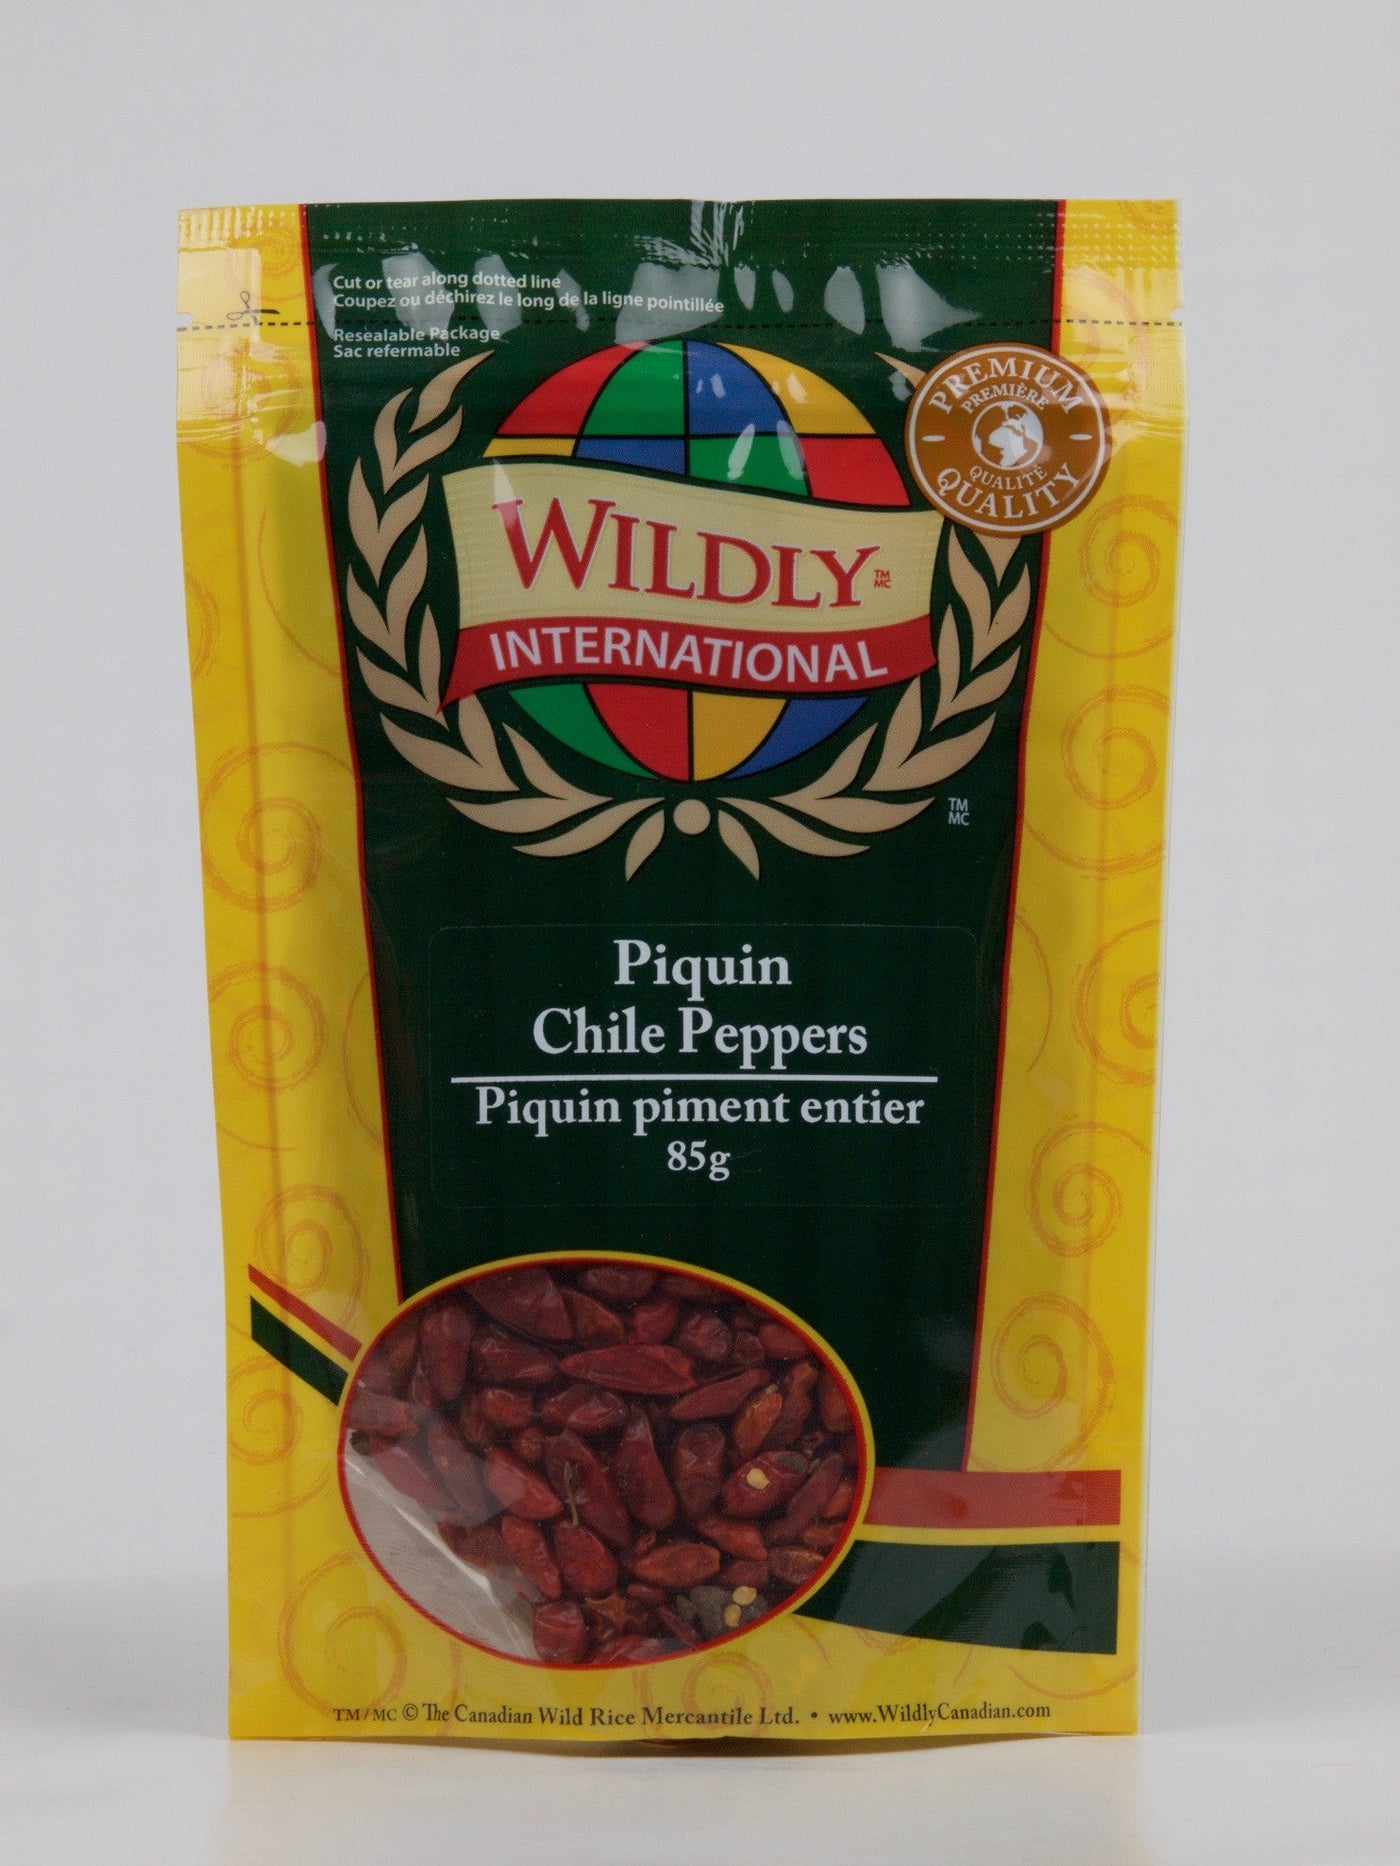 Cut or tear along dotted line
Coupez ou déchirez le long de la ligne pointillée
Resealable Package
Sac refermable
PREMIUM
PREMIÈRE
QUALITÉ
QUALITY
WILDLY TM MC
INTERNATIONAL
TM
MC
Piquin
Chile Peppers
Piquin piment entier
85g
TM / MC © The Canadian Wild Rice Mercantile Ltd. • www.WildlyCanadian.com